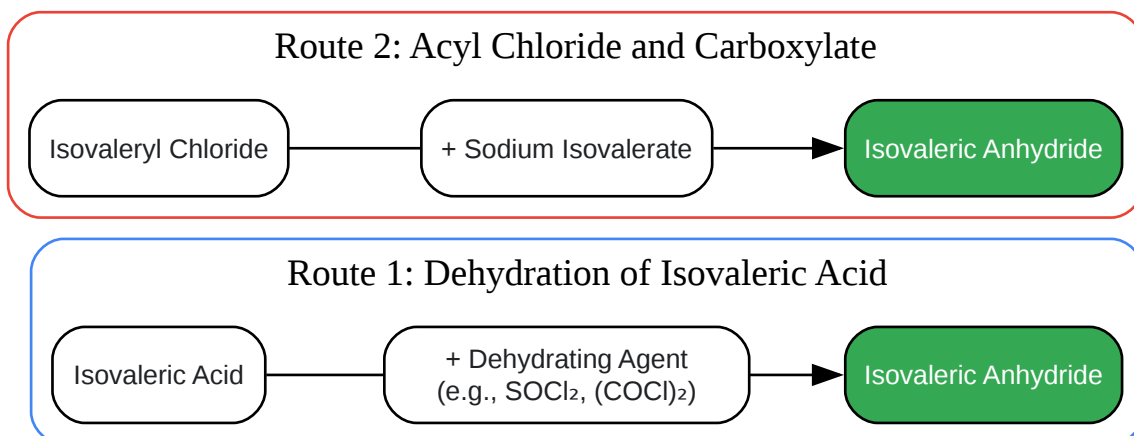 Route 2: Acyl Chloride and Carboxylate
Isovaleryl Chloride
+ Sodium Isovalerate
Isovaleric Anhydride
Route 1: Dehydration of Isovaleric Acid
Isovaleric Acid
+ Dehydrating Agent
(e.g., SOCl₂, (COCl)₂)
Isovaleric Anhydride